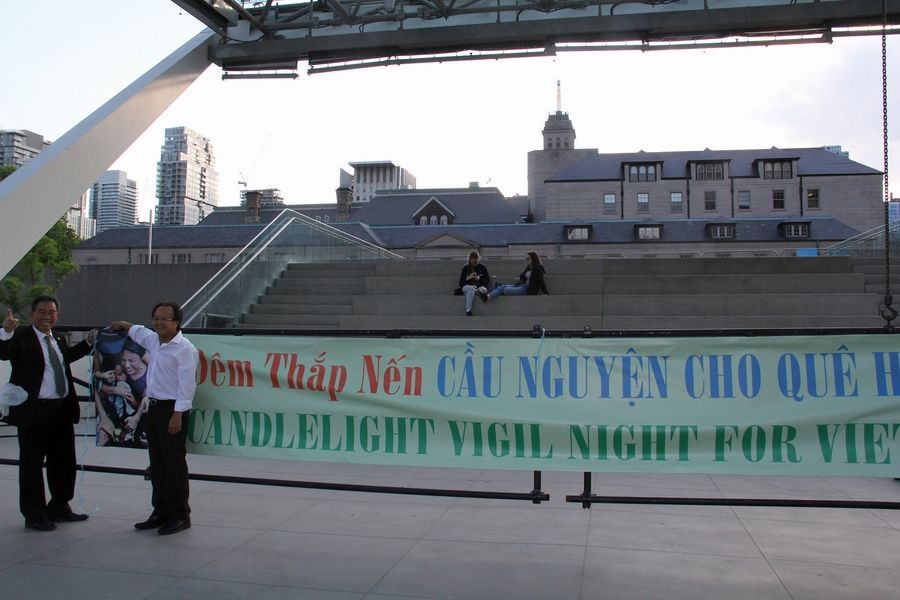 Đêm Thắp Nến CẦU NGUYỆN CHO QUÊ H
CANDLELIGHT VIGIL NIGHT FOR VIET